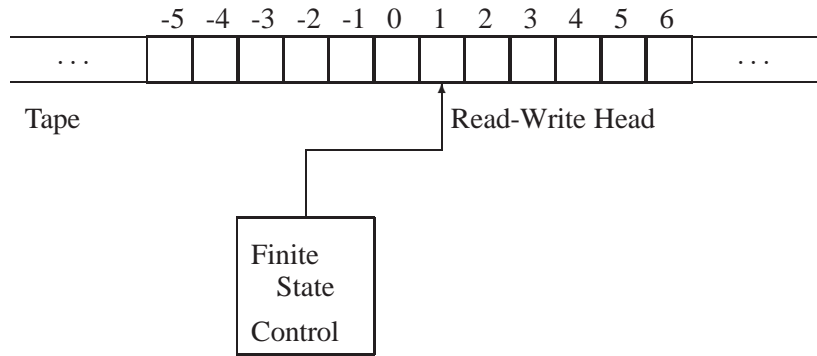 -5 -4 -3 -2 -1 0 1 2 3 4 5 6
... ...
Tape Read-Write Head
Finite
State
Control